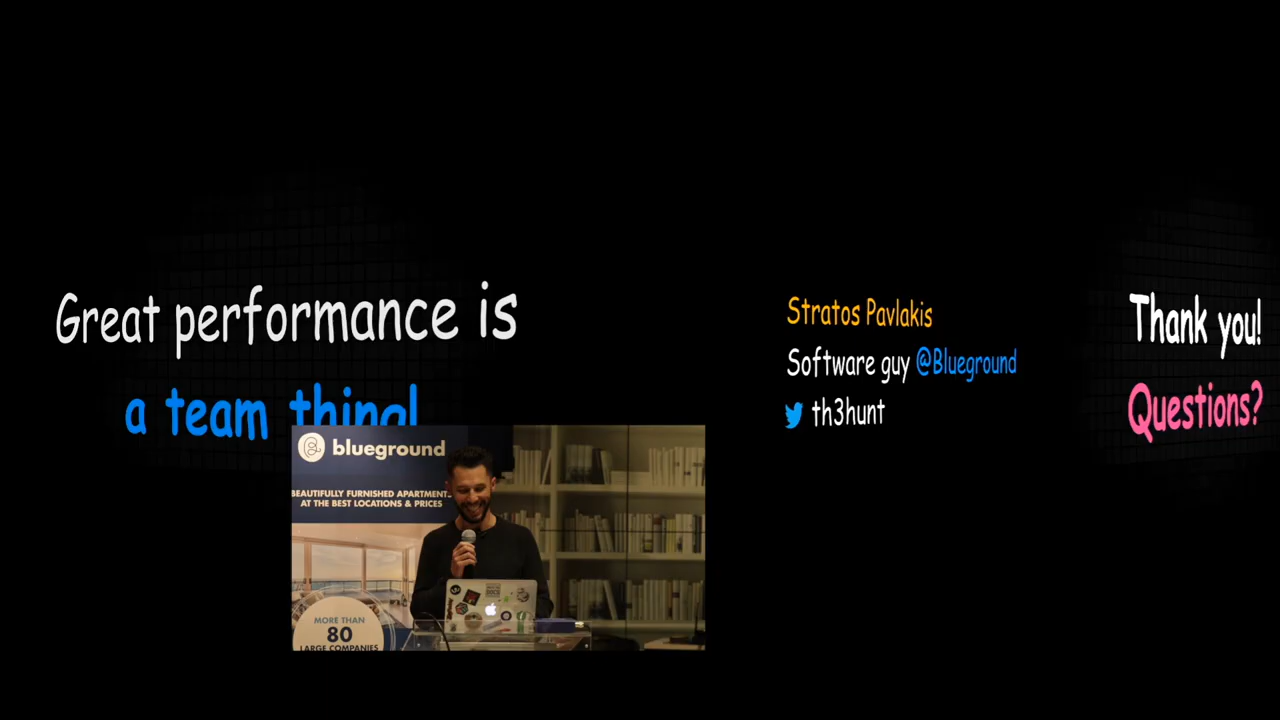 Great performance is
a team thing!
Stratos Pavlakis
Software guy @Blueground
th3hunt
Thank you!
Questions?
blueground
BEAUTIFULLY FURNISHED APARTMENT
AT THE BEST LOCATIONS & PRICES
MORE THAN
80
LARGE COMPANIES